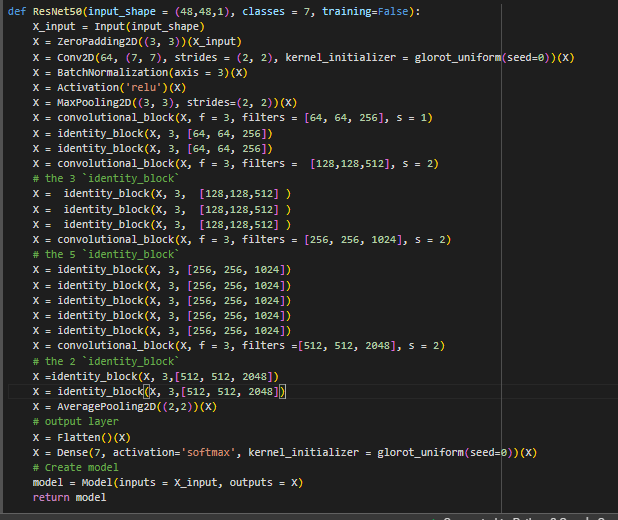 def ResNet50(input_shape = (48,48,1), classes = 7, training=False):
    X_input = Input(input_shape)
    X = ZeroPadding2D((3, 3))(X_input)
    X = Conv2D(64, (7, 7), strides = (2, 2), kernel_initializer = glorot_uniform(seed=0))(X)
    X = BatchNormalization(axis = 3)(X)
    X = Activation('relu')(X)
    X = MaxPooling2D((3, 3), strides=(2, 2))(X)
    X = convolutional_block(X, f = 3, filters = [64, 64, 256], s = 1)
    X = identity_block(X, 3, [64, 64, 256])
    X = identity_block(X, 3, [64, 64, 256])
    X = convolutional_block(X, f = 3, filters =  [128,128,512], s = 2)
    # the 3 `identity_block`
    X =  identity_block(X, 3,  [128,128,512] )
    X =  identity_block(X, 3,  [128,128,512] )
    X =  identity_block(X, 3,  [128,128,512] )
    X = convolutional_block(X, f = 3, filters = [256, 256, 1024], s = 2)
    # the 5 `identity_block`
    X = identity_block(X, 3, [256, 256, 1024])
    X = identity_block(X, 3, [256, 256, 1024])
    X = identity_block(X, 3, [256, 256, 1024])
    X = identity_block(X, 3, [256, 256, 1024])
    X = identity_block(X, 3, [256, 256, 1024])
    X = convolutional_block(X, f = 3, filters =[512, 512, 2048], s = 2)
    # the 2 `identity_block`
    X =identity_block(X, 3,[512, 512, 2048])
    X = identity_block(X, 3,[512, 512, 2048])
    X = AveragePooling2D((2,2))(X)
    # output layer
    X = Flatten()(X)
    X = Dense(7, activation='softmax', kernel_initializer = glorot_uniform(seed=0))(X)
    # Create model
    model = Model(inputs = X_input, outputs = X)
    return model